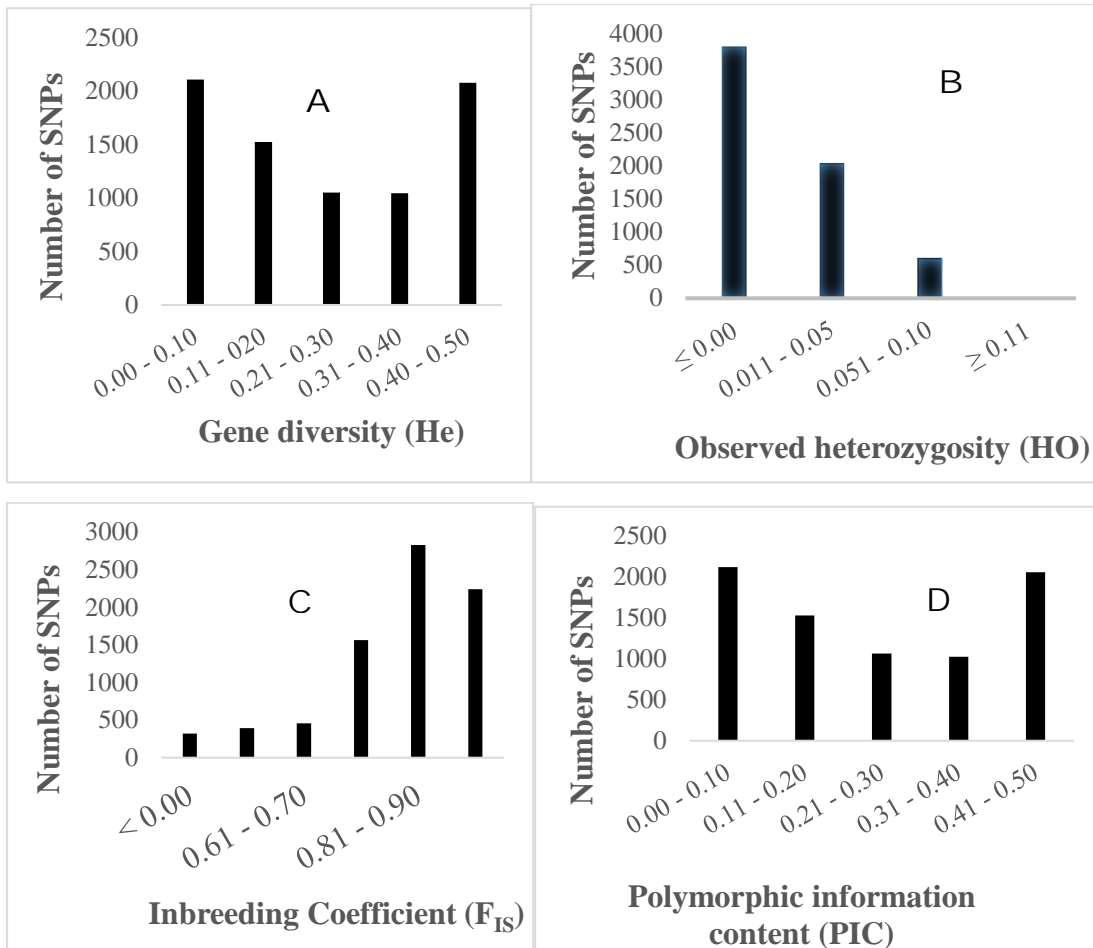 Number of SNPs
2500
2000
1500
1000
500
0
A
0.00 - 0.10
0.11 - 020
0.21 - 0.30
0.31 - 0.40
0.40 - 0.50
Gene diversity (He)
Number of SNPs
4000
3500
3000
2500
2000
1500
1000
500
0
B
≤ 0.00
0.011 - 0.05
0.051 - 0.10
≥ 0.11
Observed heterozygosity (HO)
Number of SNPs
3000
2500
2000
1500
1000
500
0
C
< 0.00
0.61 - 0.70
0.81 - 0.90
Inbreeding Coefficient (FIS)
Number of SNPs
2500
2000
1500
1000
500
0
D
0.00 - 0.10
0.11 - 0.20
0.21 - 0.30
0.31 - 0.40
0.41 - 0.50
Polymorphic information
content (PIC)